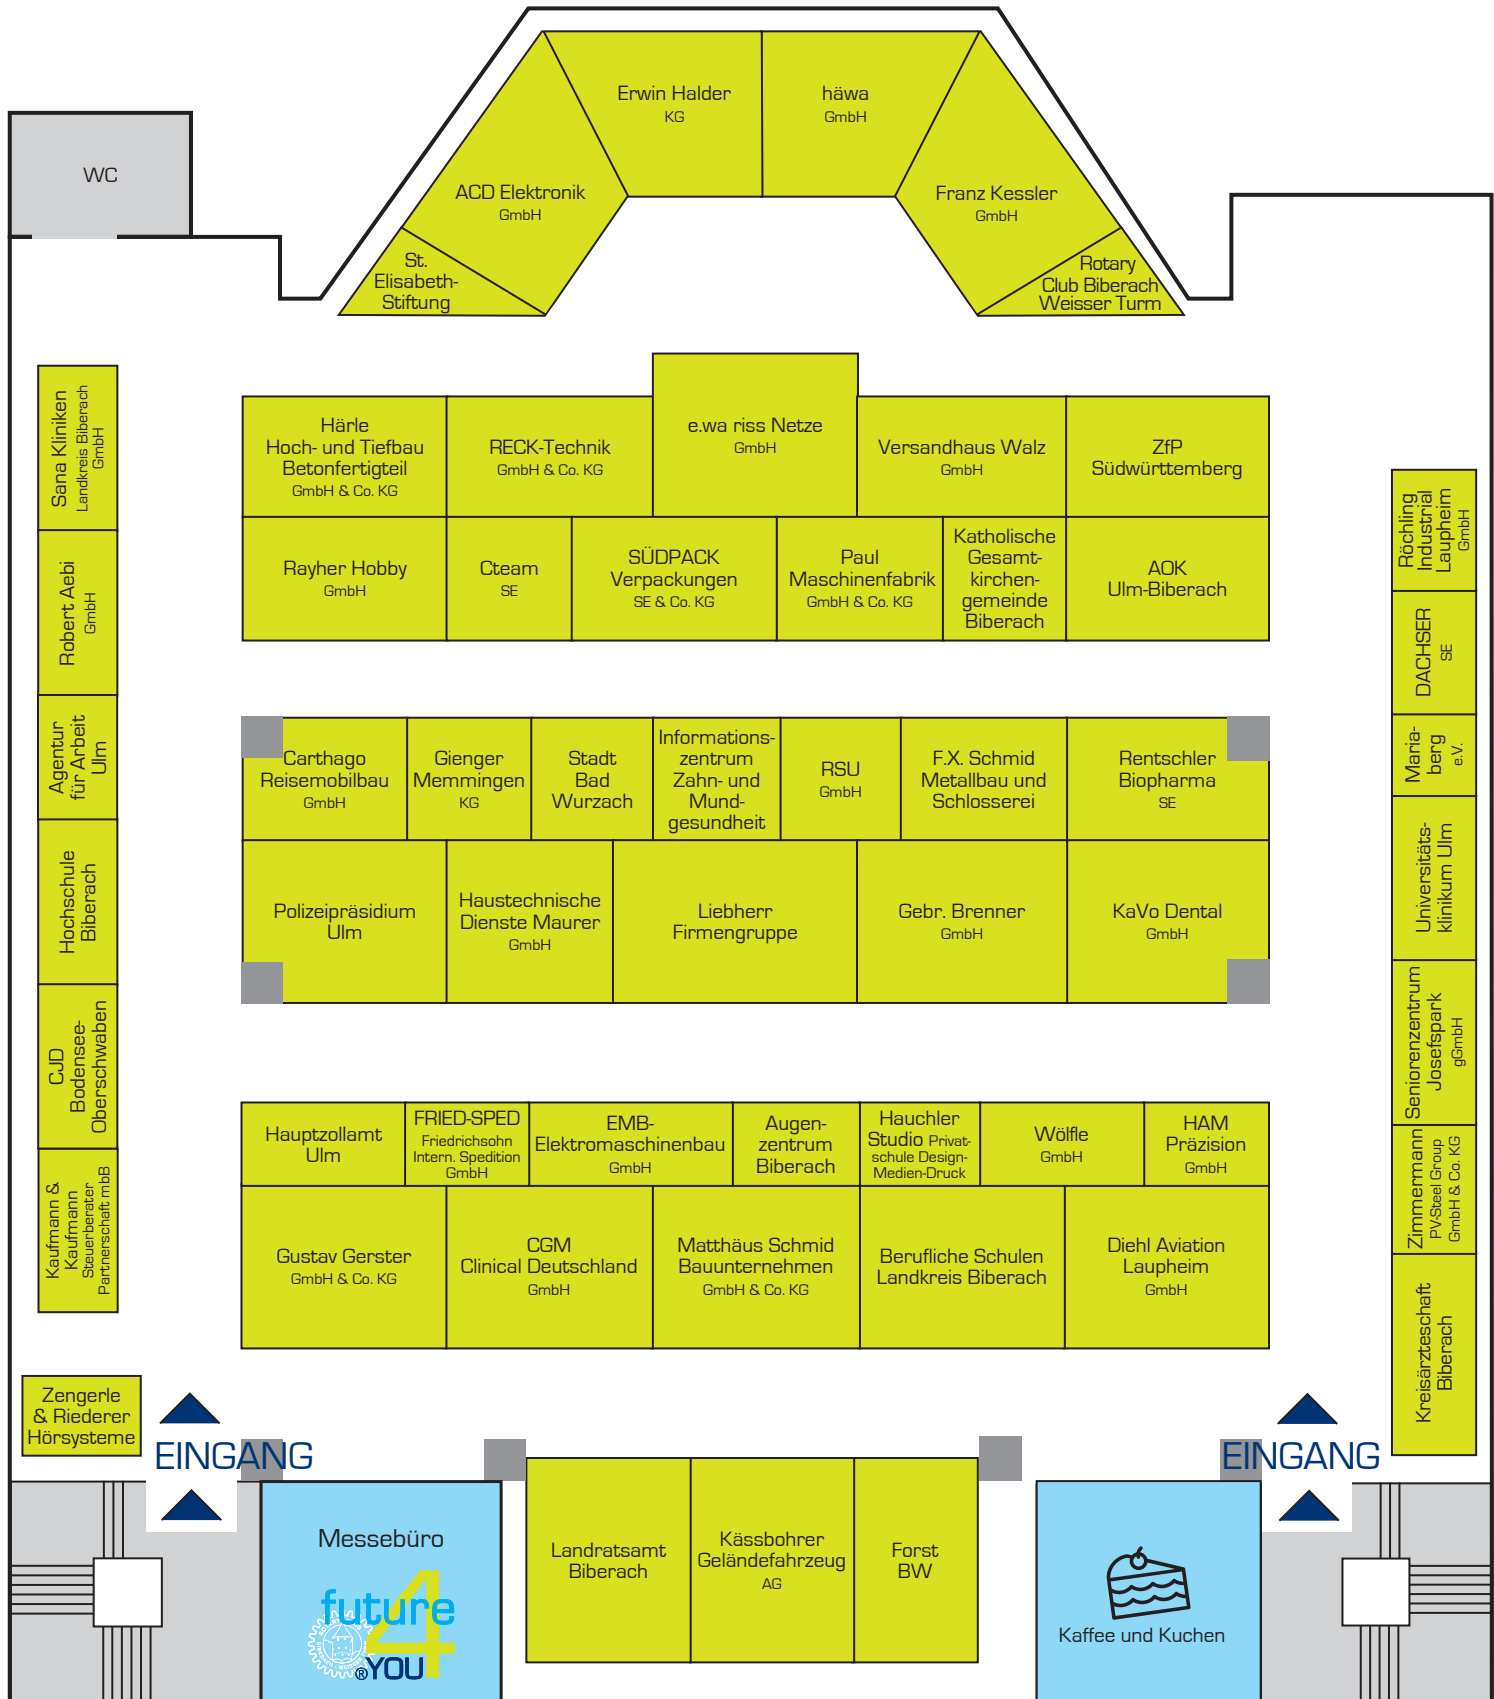 Erwin Halder
KG
häwa
GmbH
WC
ACD Elektronik
GmbH
Franz Kessler
GmbH
St.
Elisabeth-
Stiftung
Rotary
Club Biberach
Weisser Turm
Sana Kliniken
Landkreis Biberach
GmbH
Robert Aebi
GmbH
Agentur
für Arbeit
Ulm
Hochschule
Biberach
CJD
Bodensee-
Oberschwaben
Kaufmann &
Kaufmann
Steuerberater
Partnerschaft mbB
Zengerle
& Riederer
Hörsysteme
Härle
Hoch- und Tiefbau
Betonfertigteil
GmbH & Co. KG
RECK-Technik
GmbH & Co. KG
e.wa riss Netze
GmbH
Versandhaus Walz
GmbH
ZfP
Südwürttemberg
Rayher Hobby
GmbH
Cteam
SE
SÜDPACK
Verpackungen
SE & Co. KG
Paul
Maschinenfabrik
GmbH & Co. KG
Katholische
Gesamt-
kirchen-
gemeinde
Biberach
AOK
Ulm-Biberach
Carthago
Reisemobilbau
GmbH
Gienger
Memmingen
KG
Stadt
Bad
Wurzach
Informations-
zentrum
Zahn- und
Mund-
gesundheit
RSU
GmbH
F.X. Schmid
Metallbau und
Schlosserei
Rentschler
Biopharma
SE
Polizeipräsidium
Ulm
Haustechnische
Dienste Maurer
GmbH
Liebherr
Firmengruppe
Gebr. Brenner
GmbH
KaVo Dental
GmbH
Hauptzollamt
Ulm
FRIED-SPED
Friedrichsohn
Intern. Spedition
GmbH
EMB-
Elektromaschinenbau
GmbH
Augen-
zentrum
Biberach
Hauchler
Studio Privat-
schule Design-
Medien-Druck
Wölfle
GmbH
HAM
Präzision
GmbH
Gustav Gerster
GmbH & Co. KG
CGM
Clinical Deutschland
GmbH
Matthäus Schmid
Bauunternehmen
GmbH & Co. KG
Berufliche Schulen
Landkreis Biberach
Diehl Aviation
Laupheim
GmbH
Röchling
Industrial
Laupheim
GmbH
DACHSER
SE
Maria-
berg
e.V.
Universitäts-
klinikum Ulm
Seniorenzentrum
Josefspark
gGmbH
Zimmermann
PV-Steel Group
GmbH & Co. KG
Kreisärzteschaft
Biberach
EINGANG
EINGANG
Messebüro
future
4
®YOU
Landratsamt
Biberach
Kässbohrer
Geländefahrzeug
AG
Forst
BW
Kaffee und Kuchen